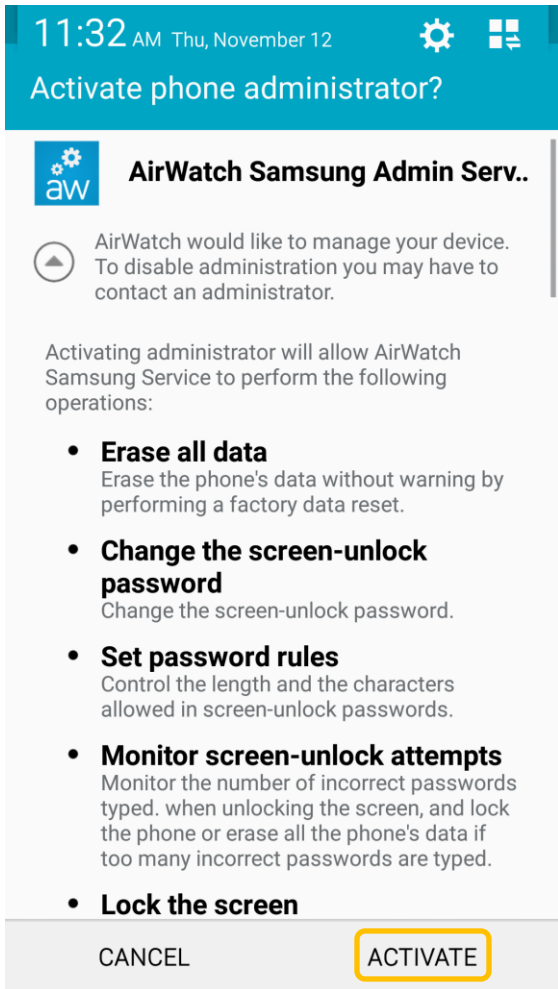 11:32 AM Thu, November 12
Activate phone administrator?
aw
AirWatch Samsung Admin Serv..
AirWatch would like to manage your device.
To disable administration you may have to
contact an administrator.
Activating administrator will allow AirWatch
Samsung Service to perform the following
operations:
• Erase all data
Erase the phone's data without warning by
performing a factory data reset.
• Change the screen-unlock
password
Change the screen-unlock password.
• Set password rules
Control the length and the characters
allowed in screen-unlock passwords.
• Monitor screen-unlock attempts
Monitor the number of incorrect passwords
typed. when unlocking the screen, and lock
the phone or erase all the phone's data if
too many incorrect passwords are typed.
• Lock the screen
CANCEL ACTIVATE